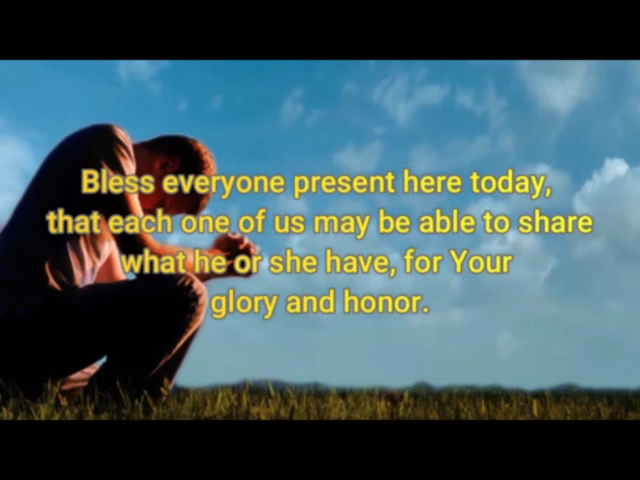 Bless everyone present here today,
that each one of us may be able to share
what he or she have, for Your
glory and honor.